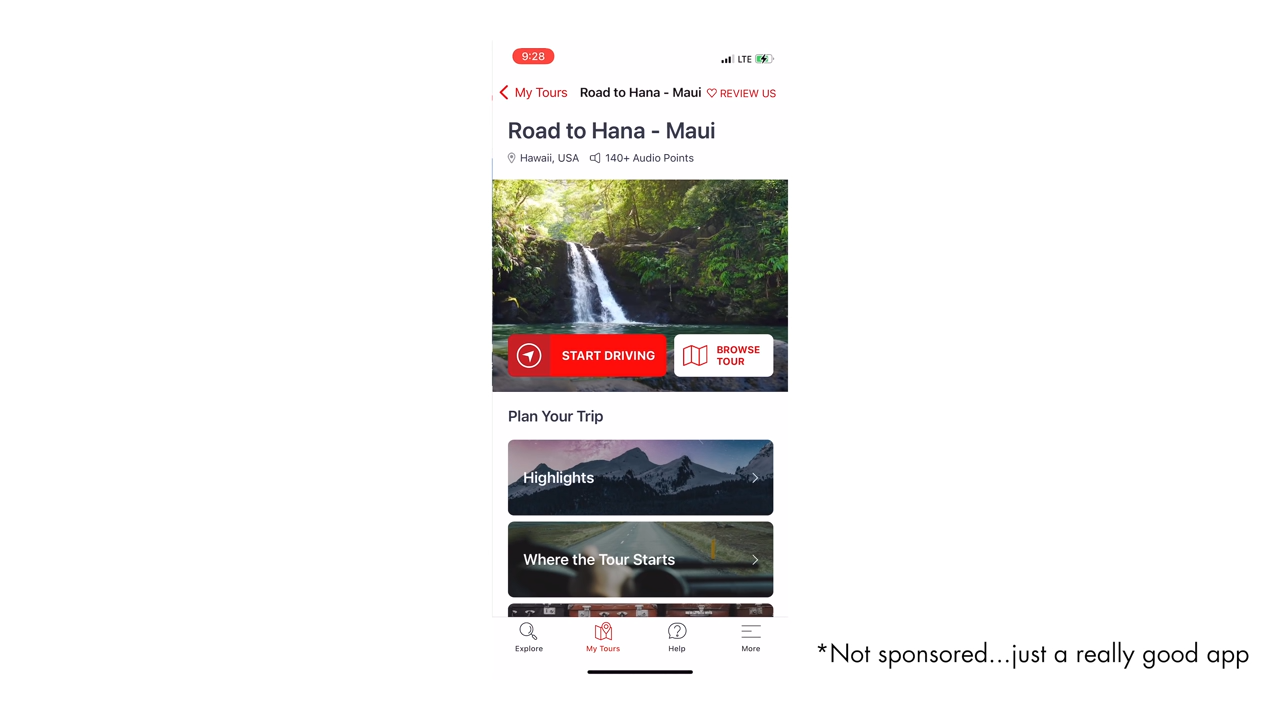 9:28
LTE
My Tours
Road to Hana - Maui
REVIEW US
Road to Hana - Maui
Hawaii, USA
140+ Audio Points
START DRIVING
BROWSE
TOUR
Plan Your Trip
Highlights
Where the Tour Starts
Explore
My Tours
Help
More
*Not sponsored...just a really good app